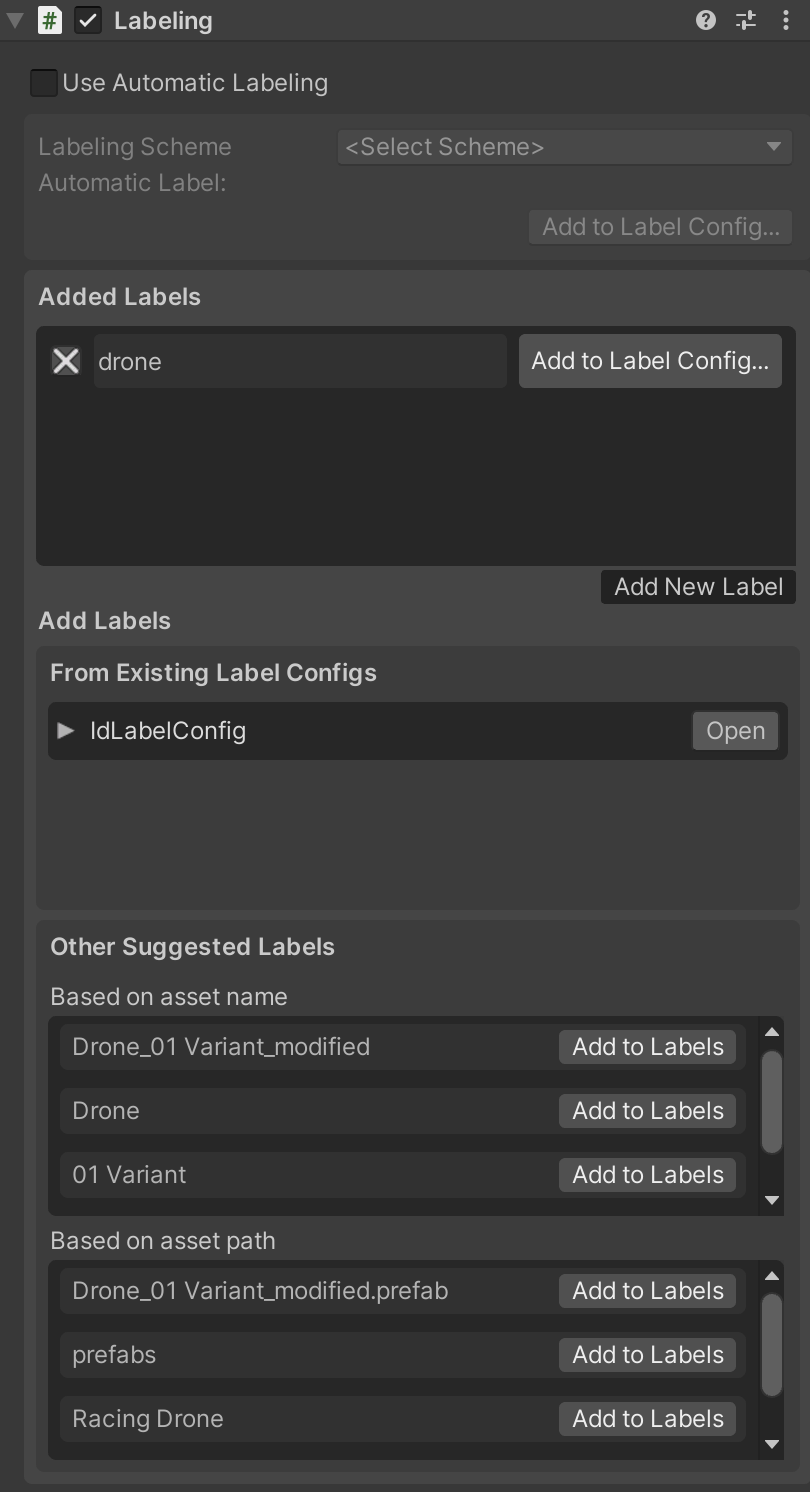 Labeling
Use Automatic Labeling
Labeling Scheme <Select Scheme>
Automatic Label:
Add to Label Config...
Added Labels
drone Add to Label Config...
Add New Label
Add Labels
From Existing Label Configs
IdLabelConfig Open
Other Suggested Labels
Based on asset name
Drone_01 Variant_modified Add to Labels
Drone Add to Labels
01 Variant Add to Labels
Based on asset path
Drone_01 Variant_modified.prefab Add to Labels
prefabs Add to Labels
Racing Drone Add to Labels